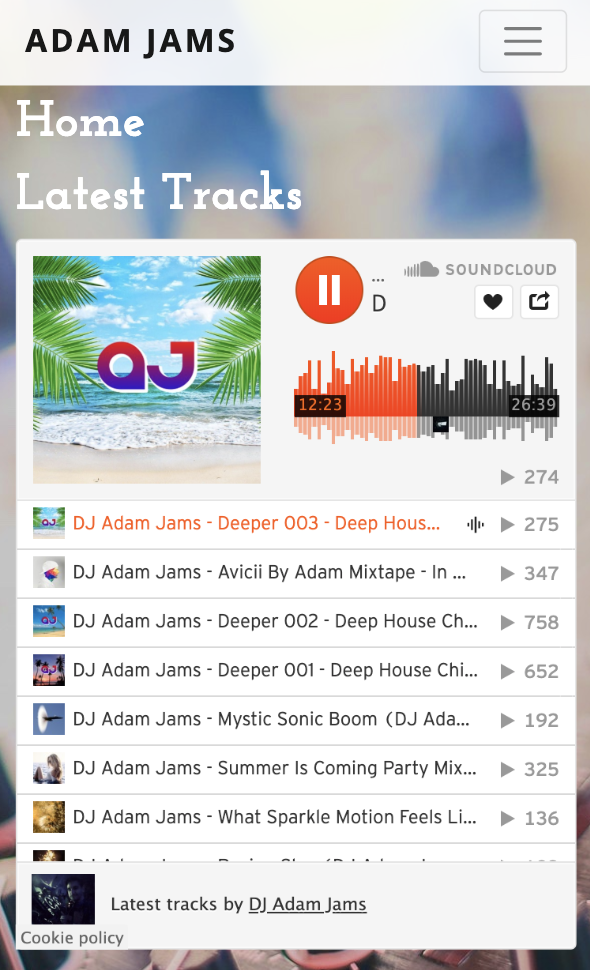 ADAM JAMS
Home
Latest Tracks
SOUNDCLOUD
...
D
aJ
12:23
26:39
274
DJ Adam Jams - Deeper 003 - Deep Hous...
275
DJ Adam Jams - Avicii By Adam Mixtape - In ...
347
DJ Adam Jams - Deeper 002 - Deep House Ch...
758
DJ Adam Jams - Deeper 001 - Deep House Chi...
652
DJ Adam Jams - Mystic Sonic Boom (DJ Ada...
192
DJ Adam Jams - Summer Is Coming Party Mix...
325
DJ Adam Jams - What Sparkle Motion Feels Li...
136
Latest tracks by DJ Adam Jams
Cookie policy